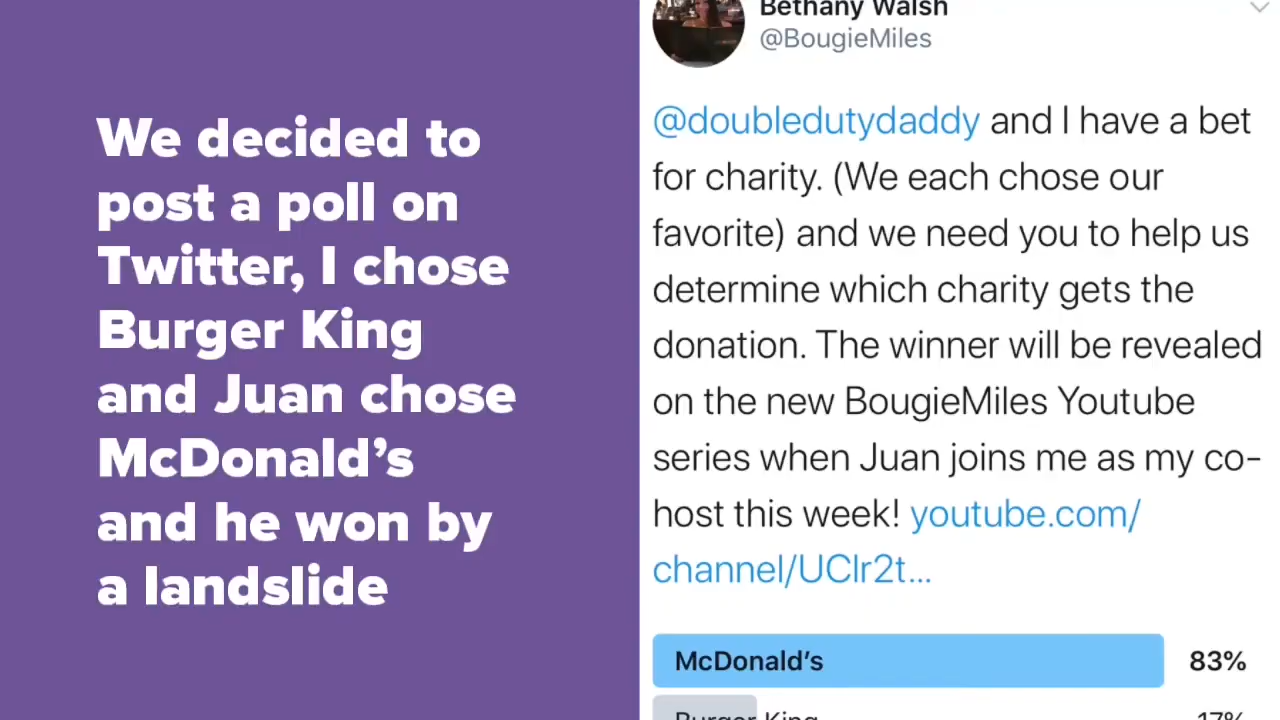 We decided to
post a poll on
Twitter, I chose
Burger King
and Juan chose
McDonald’s
and he won by
a landslide
Bethany Walsh
@BougieMiles
@doubledutydaddy and I have a bet
for charity. (We each chose our
favorite) and we need you to help us
determine which charity gets the
donation. The winner will be revealed
on the new BougieMiles Youtube
series when Juan joins me as my co-
host this week! youtube.com/
channel/UClr2t...
McDonald’s 83%
Burger King 17%